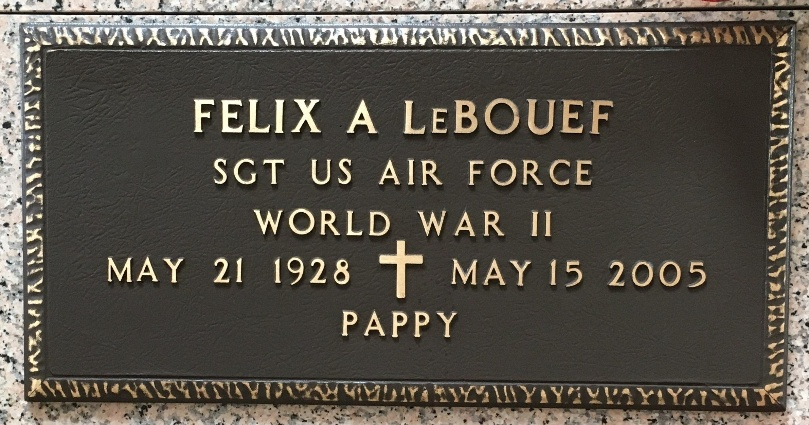 FELIX A LeBOUEF
SGT US AIR FORCE
WORLD WAR II
MAY 21 1928 MAY 15 2005
PAPPY